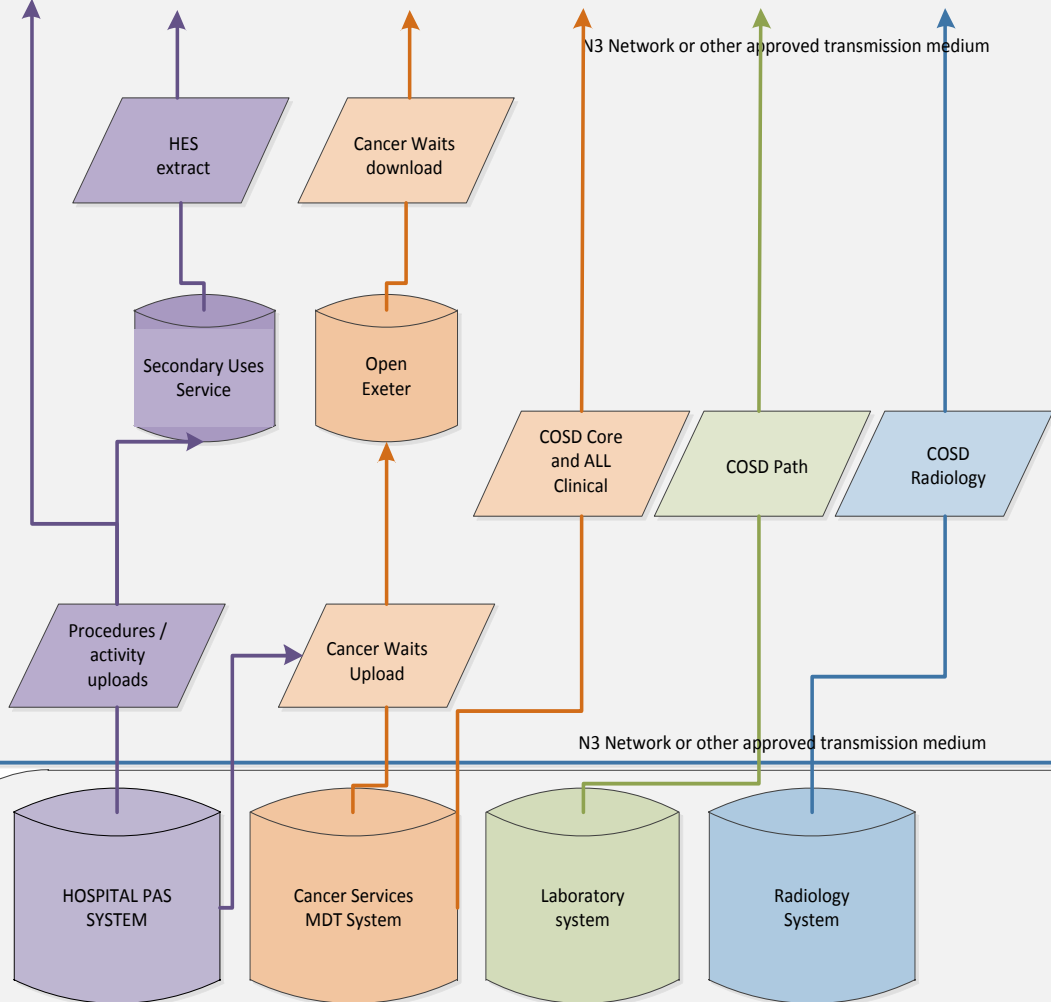 N3 Network or other approved transmission medium
HES
extract
Cancer Waits
download
Secondary Uses
Service
Open
Exeter
COSD Core
and ALL
Clinical
COSD Path
COSD
Radiology
Procedures /
activity
uploads
Cancer Waits
Upload
N3 Network or other approved transmission medium
HOSPITAL PAS
SYSTEM
Cancer Services
MDT System
Laboratory
system
Radiology
System